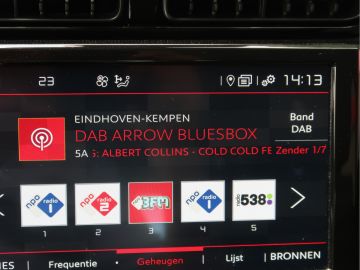 23 14:13
EINDHOVEN-KEMPEN Band
DAB ARROW BLUESBOX DAB
5A S: ALBERT COLLINS - COLD COLD FE Zender 1/7
npo radio 1 npo radio 2 3FM npo radio 4 radio 538
1 2 3 4 5
Frequentie Geheugen Lijst BRONNEN